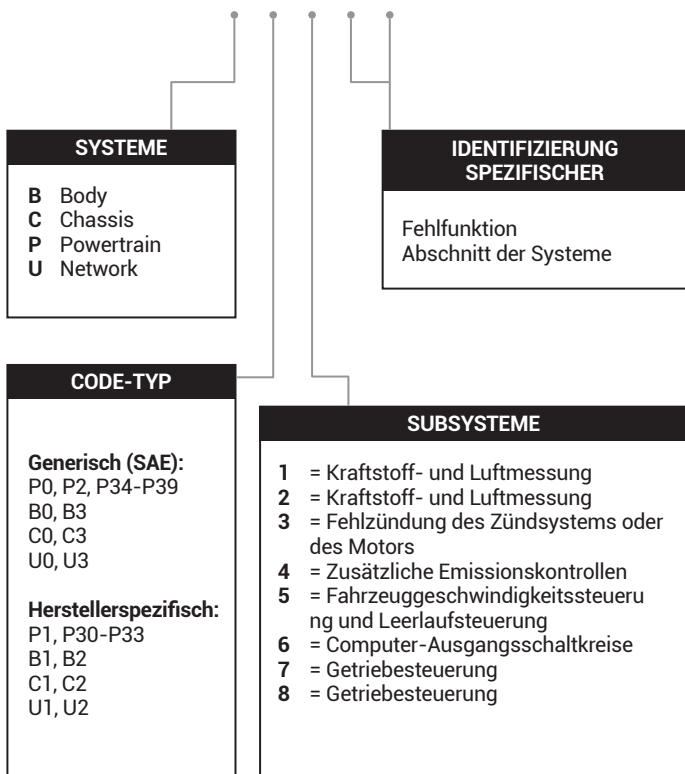 SYSTEME
B Body
C Chassis
P Powertrain
U Network
IDENTIFIZIERUNG
SPEZIFISCHER
Fehlfunktion
Abschnitt der Systeme
CODE-TYP
Generisch (SAE):
P0, P2, P34-P39
B0, B3
C0, C3
U0, U3
Herstellerspezifisch:
P1, P30-P33
B1, B2
C1, C2
U1, U2
SUBSYSTEME
1 = Kraftstoff- und Luftmessung
2 = Kraftstoff- und Luftmessung
3 = Fehlzündung des Zündsystems oder
des Motors
4 = Zusätzliche Emissionskontrollen
5 = Fahrzeuggeschwindigkeitssteueru
ng und Leerlaufsteuerung
6 = Computer-Ausgangsschaltkreise
7 = Getriebesteuerung
8 = Getriebesteuerung